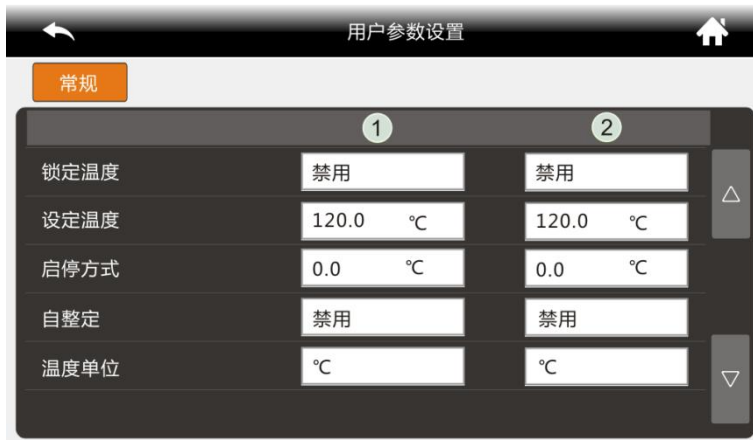 用户参数设置
常规
1 2
锁定温度 禁用 禁用
设定温度 120.0 ℃ 120.0 ℃
启停方式 0.0 ℃ 0.0 ℃
自整定 禁用 禁用
温度单位 ℃ ℃